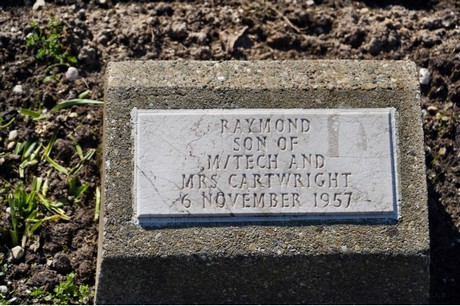 RAYMOND
SON OF
M/TECH AND
MRS CARTWRIGHT
6 NOVEMBER 1957